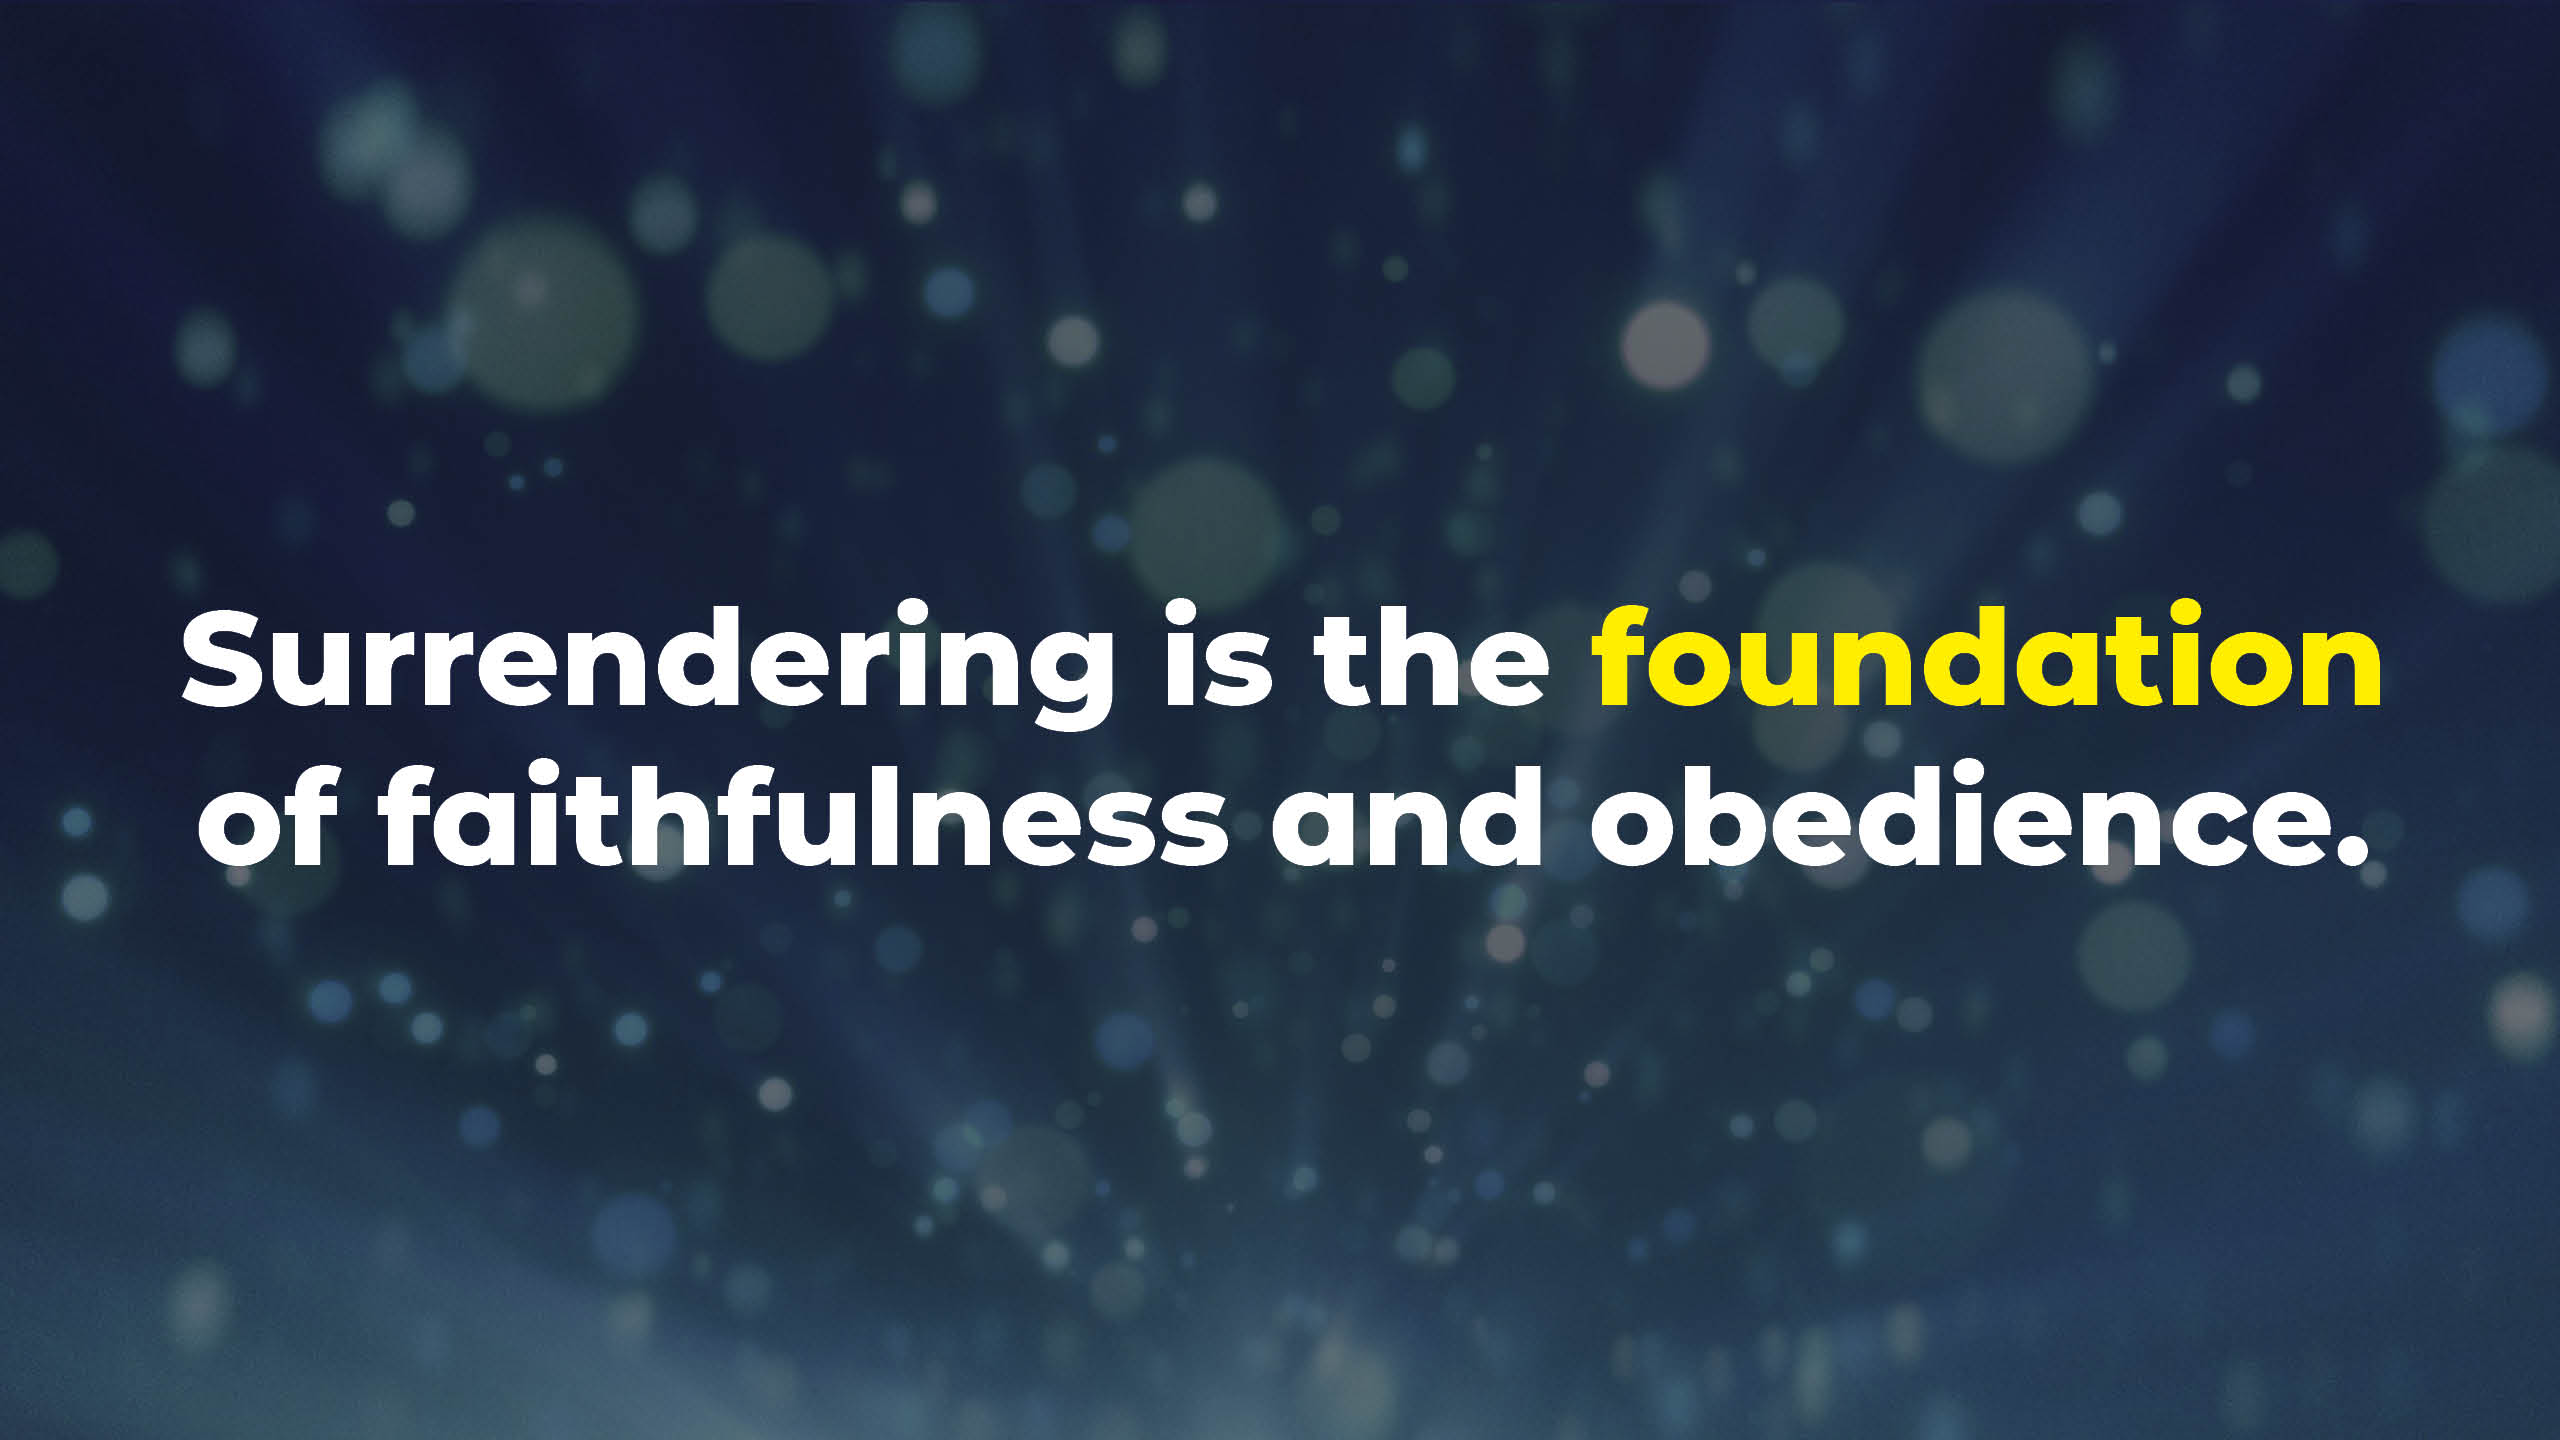 Surrendering is the foundation
of faithfulness and obedience.